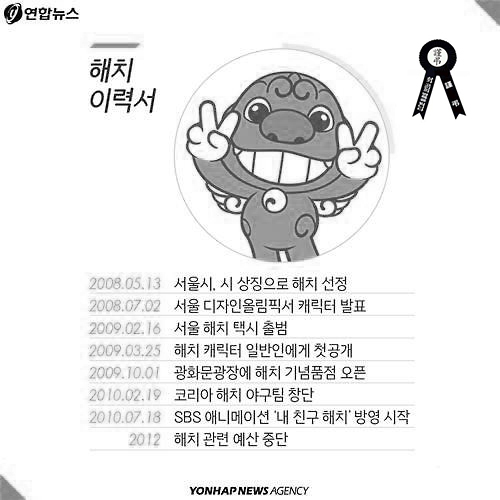 연합뉴스
해치
이력서
謹弔
謹弔
2008.05.13 서울시, 시 상징으로 해치 선정
2008.07.02 서울 디자인올림픽서 캐릭터 발표
2009.02.16 서울 해치 택시 출범
2009.03.25 해치 캐릭터 일반인에게 첫공개
2009.10.01 광화문광장에 해치 기념품점 오픈
2010.02.19 코리아 해치 야구팀 창단
2010.07.18 SBS 애니메이션 '내 친구 해치' 방영 시작
2012 해치 관련 예산 중단
YONHAP NEWS AGENCY